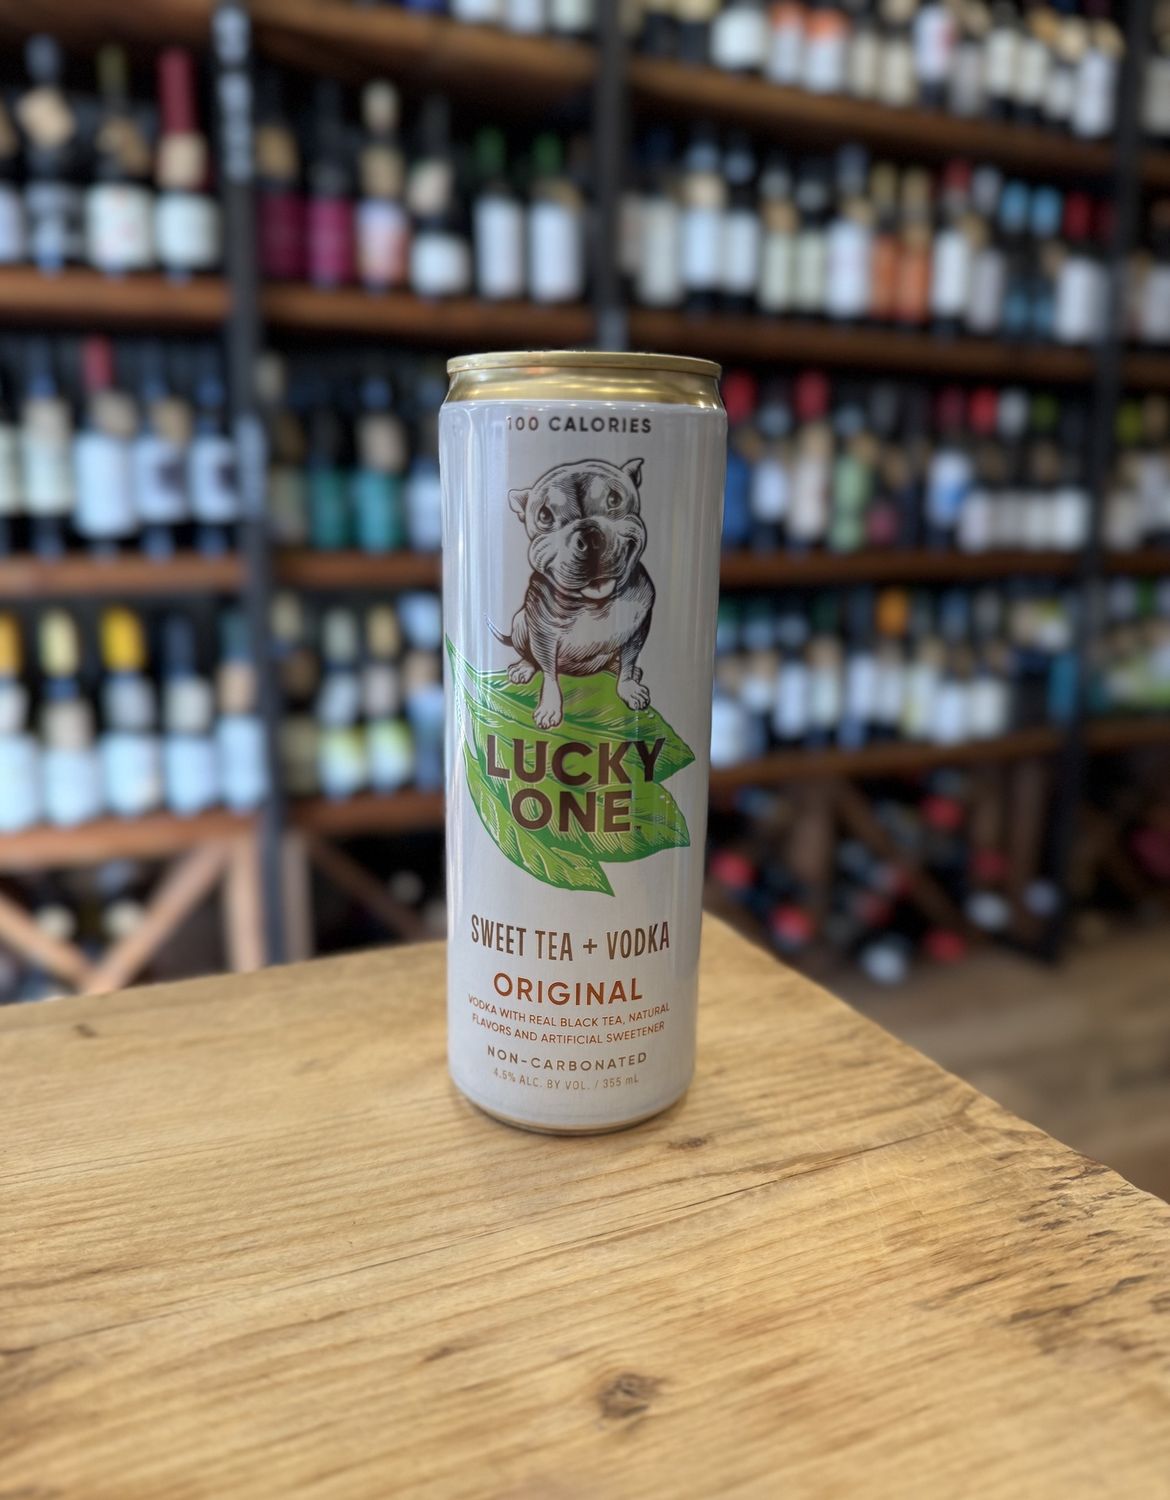 100 CALORIES
LUCKY
ONE
SWEET TEA + VODKA
ORIGINAL
VODKA WITH REAL BLACK TEA, NATURAL
FLAVORS AND ARTIFICIAL SWEETENER
NON-CARBONATED
4.5% ALC. BY VOL. / 355 mL